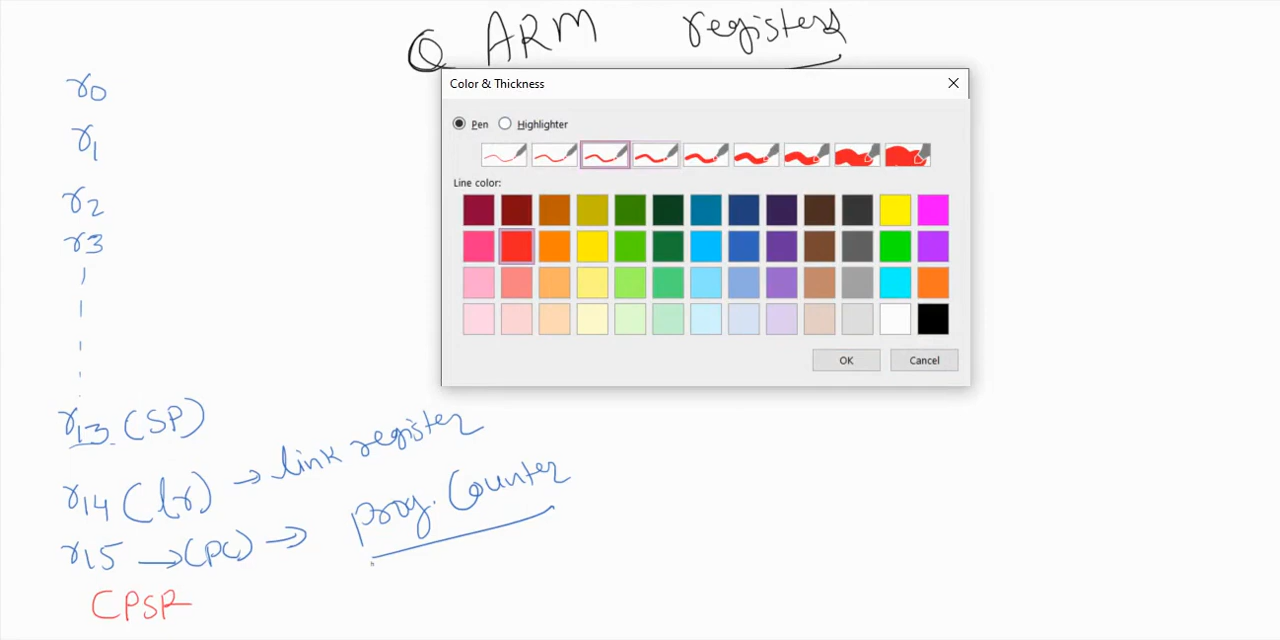 Q ARM registers
Color & Thickness
Pen Highlighter
Line color:
OK Cancel
r0
r1
r2
r3
r13 (SP)
r14 (lr) → link register
r15 → (PC) → prog. Counter
CPSR